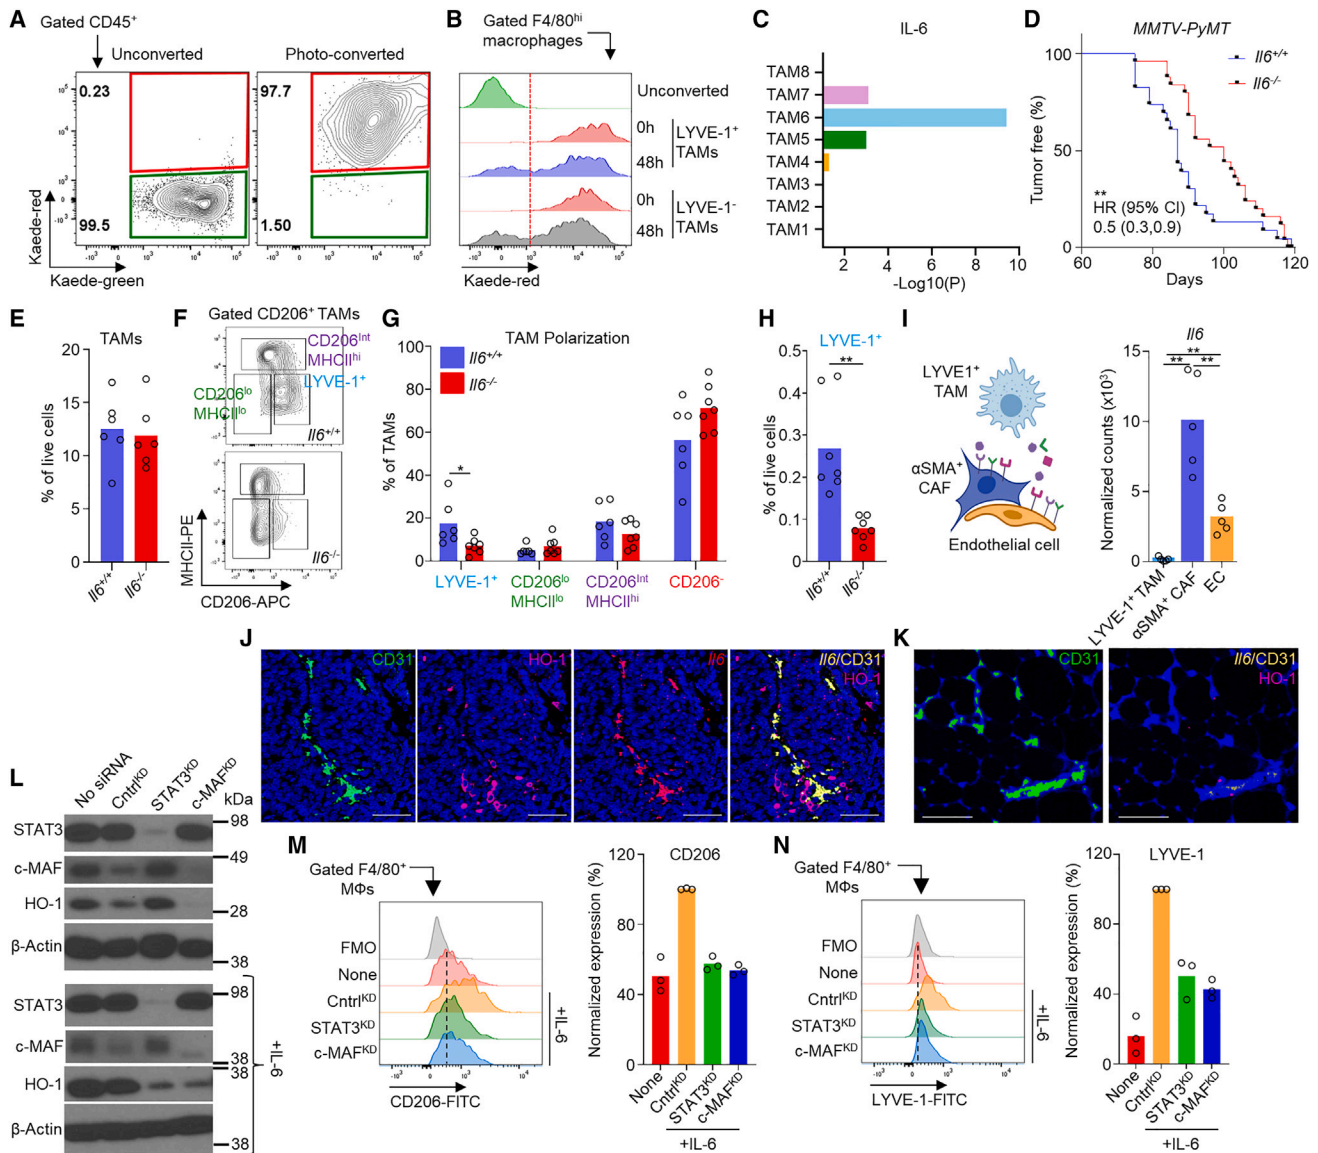 A
Gated CD45⁺
Unconverted
Photo-converted
0.23
99.5
97.7
1.50
Kaede-red
Kaede-green
B
Gated F4/80ʰⁱ
macrophages
Unconverted
0h
48h
LYVE-1⁺
TAMs
0h
48h
LYVE-1⁻
TAMs
Kaede-red
C
IL-6
TAM8
TAM7
TAM6
TAM5
TAM4
TAM3
TAM2
TAM1
2 4 6 8 10
-Log10(P)
D
MMTV-PyMT
Il6⁺/⁺
Il6⁻/⁻
Tumor free (%)
100
50
0
**
HR (95% CI)
0.5 (0.3,0.9)
60 80 100 120
Days
E
TAMs
% of live cells
20
15
10
5
0
Il6⁺/⁺
Il6⁻/⁻
F
Gated CD206⁺ TAMs
CD206ᴵⁿᵗ
MHCIIʰⁱ
LYVE-1⁺
CD206ˡᵒ
MHCIIˡᵒ
Il6⁺/⁺
Il6⁻/⁻
MHCII-PE
CD206-APC
G
TAM Polarization
Il6⁺/⁺
Il6⁻/⁻
% of TAMs
100
80
60
40
20
0
*
LYVE-1⁺
CD206ˡᵒ
MHCIIˡᵒ
CD206ᴵⁿᵗ
MHCIIʰⁱ
CD206⁻
H
LYVE-1⁺
**
% of live cells
0.5
0.4
0.3
0.2
0.1
0
Il6⁺/⁺
Il6⁻/⁻
I
LYVE1⁺
TAM
αSMA⁺
CAF
Endothelial cell
Il6
**
** **
Normalized counts (x10³)
15
10
5
0
LYVE-1⁺ TAM
αSMA⁺ CAF
EC
J
CD31
HO-1
Il6
Il6/CD31
HO-1
K
CD31
Il6/CD31
HO-1
L
No siRNA
Cntrlᴷᴰ
STAT3ᴷᴰ
c-MAFᴷᴰ
kDa
STAT3
98
c-MAF
49
HO-1
28
β-Actin
38
STAT3
98
c-MAF
38
HO-1
38
β-Actin
38
+IL-6
M
Gated F4/80⁺
MΦs
FMO
None
Cntrlᴷᴰ
STAT3ᴷᴰ
c-MAFᴷᴰ
+IL-6
-10³ 0 10³ 10⁴
CD206-FITC
CD206
Normalized expression (%)
120
80
40
0
None
Cntrlᴷᴰ
STAT3ᴷᴰ
c-MAFᴷᴰ
+IL-6
N
Gated F4/80⁺
MΦs
FMO
None
Cntrlᴷᴰ
STAT3ᴷᴰ
c-MAFᴷᴰ
+IL-6
-10³ 0 10³ 10⁴
LYVE-1-FITC
LYVE-1
Normalized expression (%)
120
80
40
0
None
Cntrlᴷᴰ
STAT3ᴷᴰ
c-MAFᴷᴰ
+IL-6